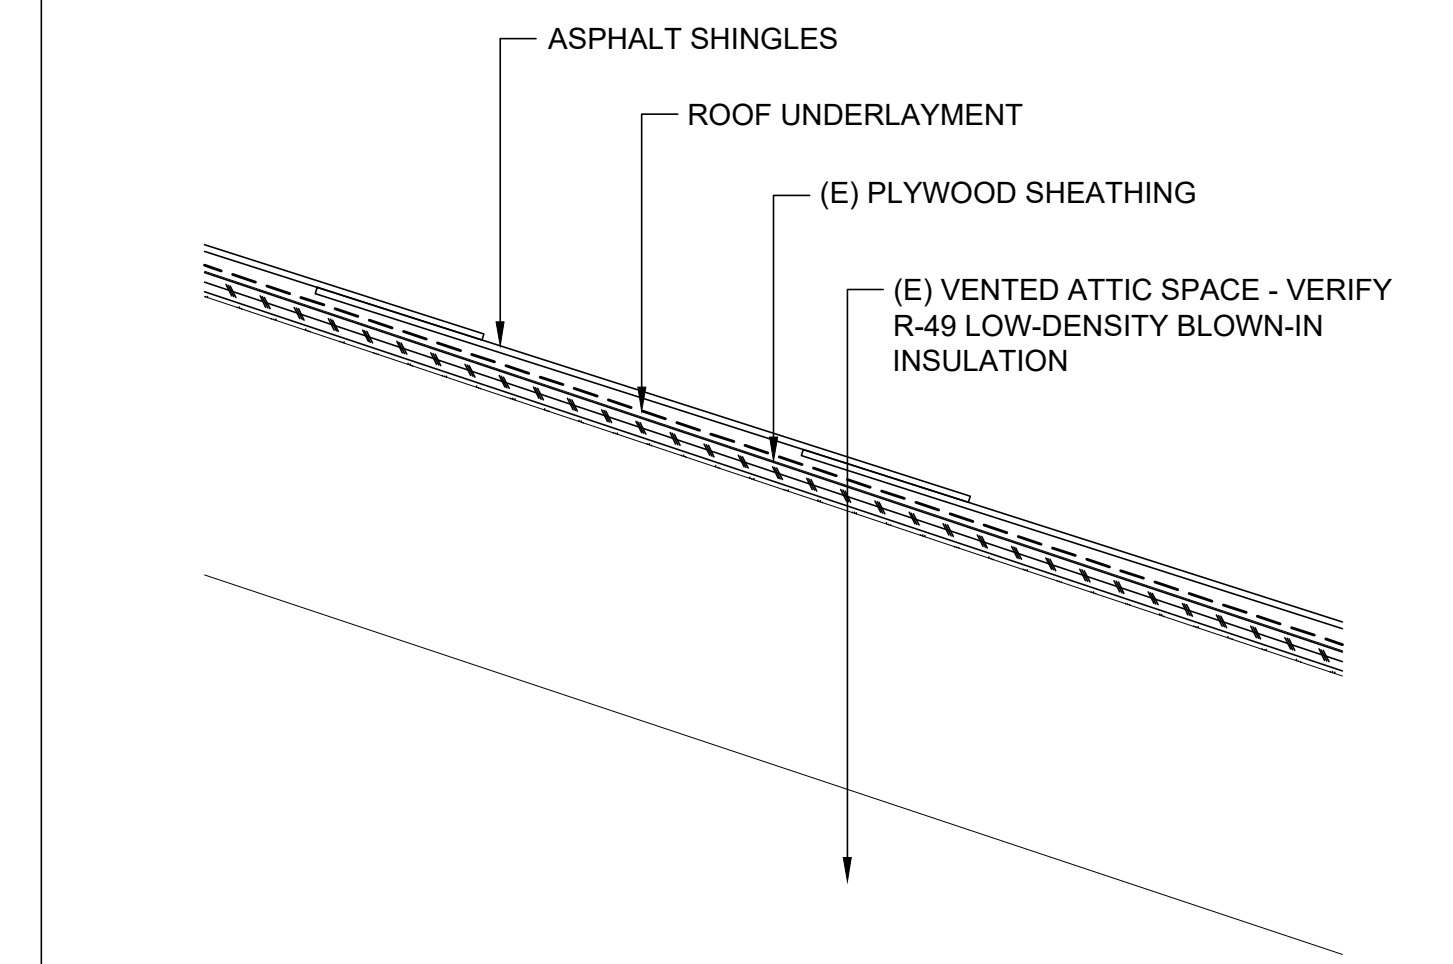 ASPHALT SHINGLES
ROOF UNDERLAYMENT
(E) PLYWOOD SHEATHING
(E) VENTED ATTIC SPACE - VERIFY
R-49 LOW-DENSITY BLOWN-IN
INSULATION